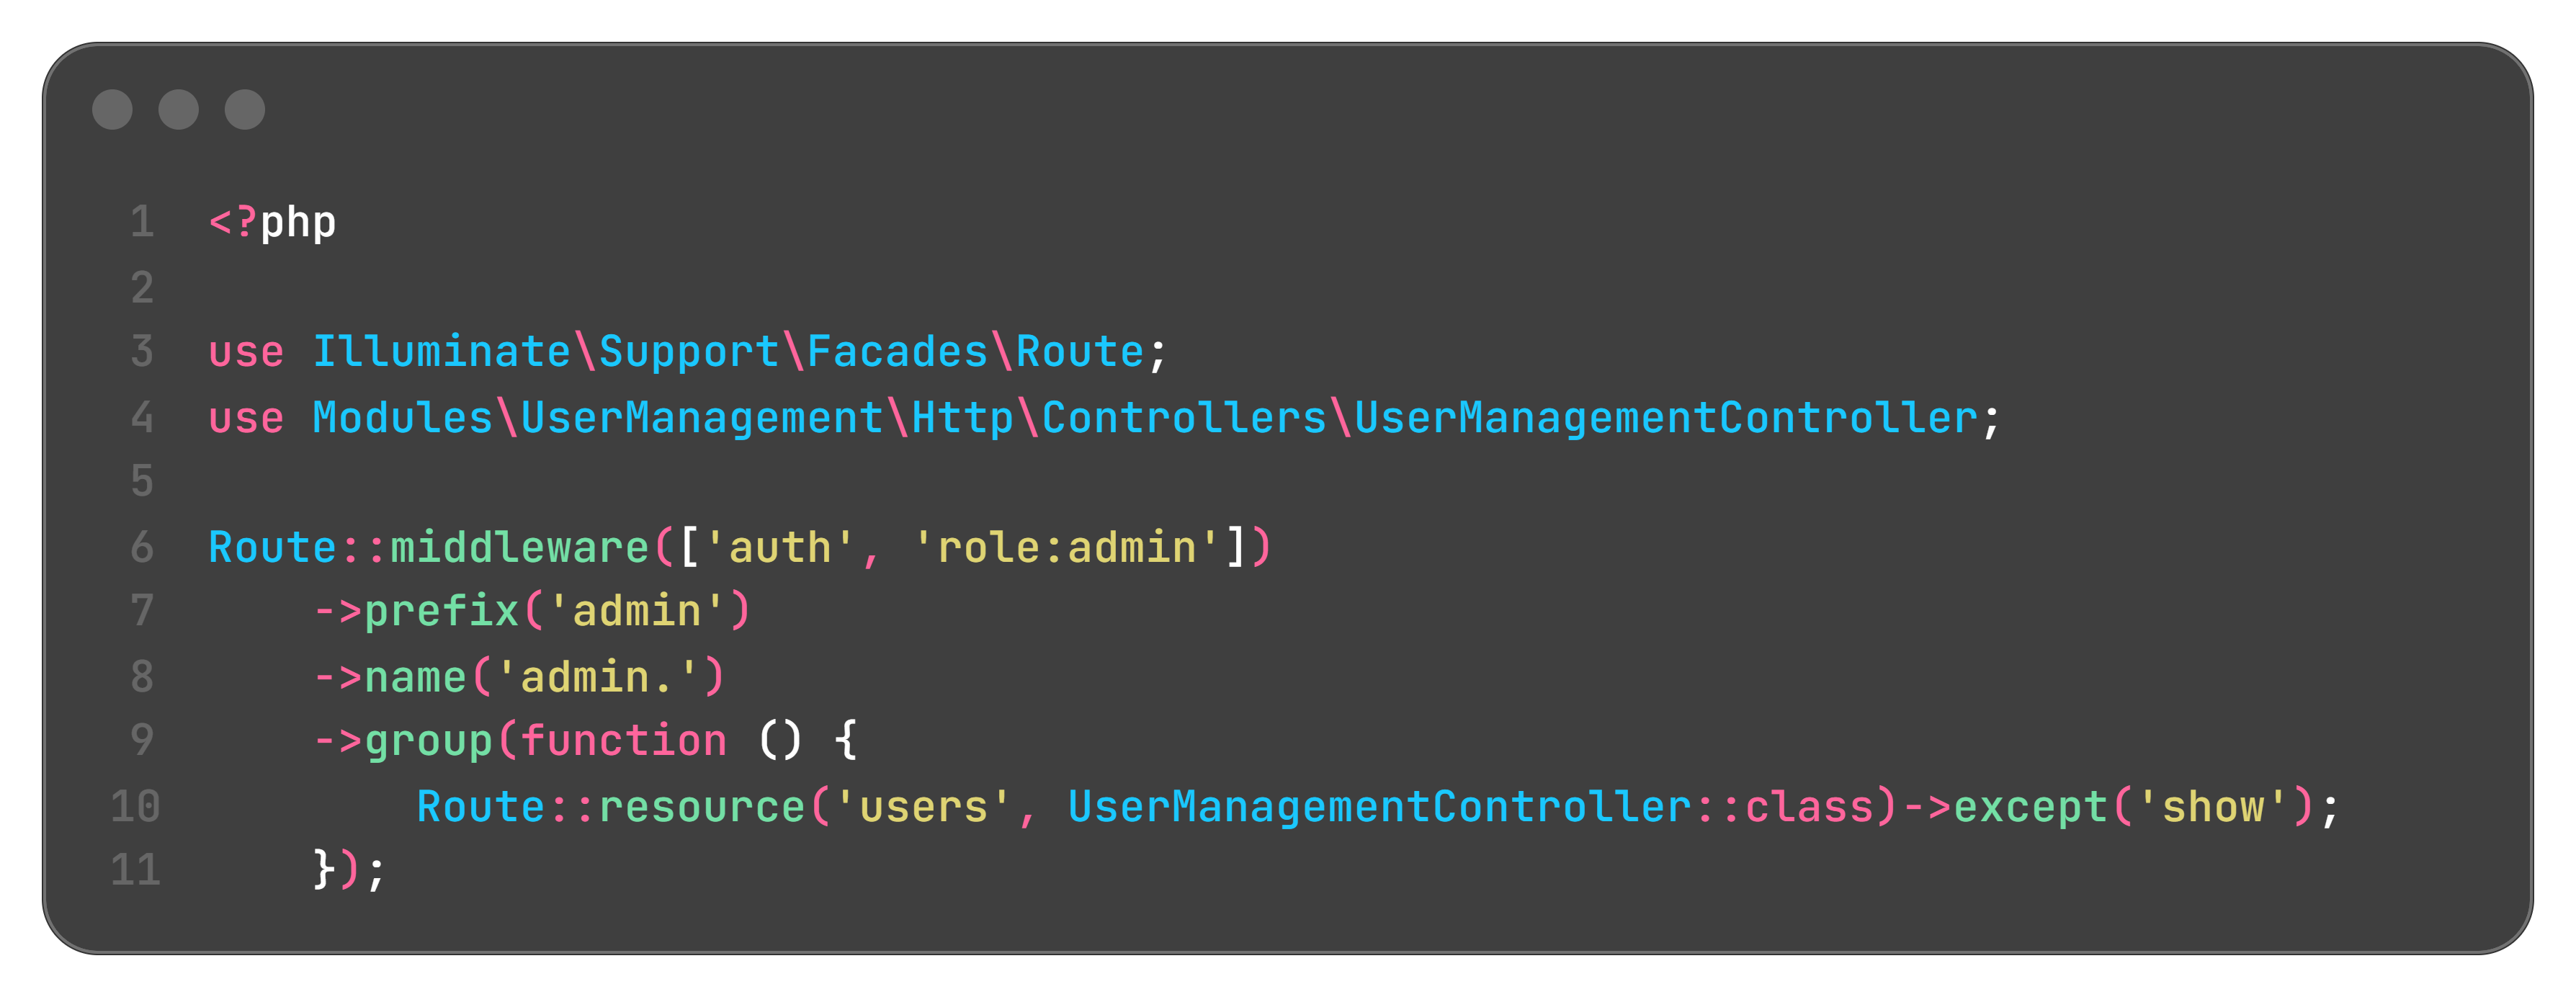 1 <?php
2
3 use Illuminate\Support\Facades\Route;
4 use Modules\UserManagement\Http\Controllers\UserManagementController;
5
6 Route::middleware(['auth', 'role:admin'])
7     ->prefix('admin')
8     ->name('admin.')
9     ->group(function () {
10         Route::resource('users', UserManagementController::class)->except('show');
11     });